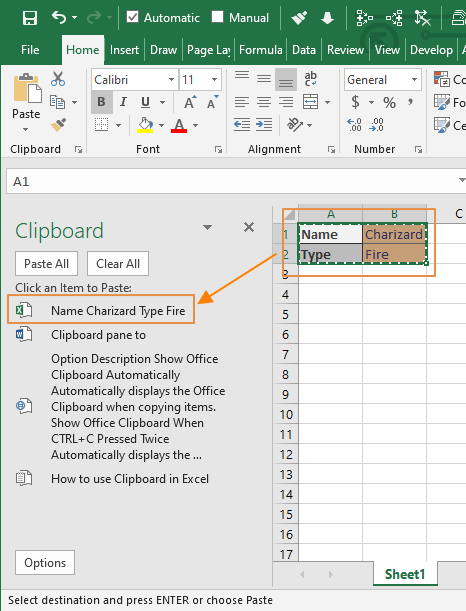 Automatic Manual
File Home Insert Draw Page La Formula Data Review View Develop
Calibri 11 General Co
B I U A A ab c $ % , Fo
Paste A .00 .0 Ce
Clipboard Font Alignment Number
A1
Clipboard
Paste All Clear All
Click an Item to Paste:
Name Charizard Type Fire
Clipboard pane to
Option Description Show Office
Clipboard Automatically
Automatically displays the Office
Clipboard when copying items.
Show Office Clipboard When
CTRL+C Pressed Twice
Automatically displays the ...
How to use Clipboard in Excel
Options
A B C
1 Name Charizard
2 Type Fire
3
4
5
6
7
8
9
10
11
12
13
14
15
16
17
Sheet1
Select destination and press ENTER or choose Paste